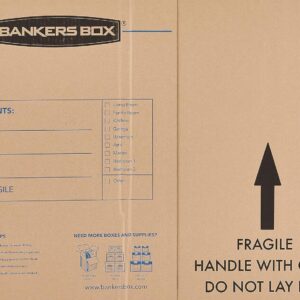 BANKERS BOX
NTS:
Living Room
Family Room
Kitchen
Garage
Basement
Attic
Master
Bedroom 1
Bedroom 2
Other
GILE
PS
NEED MORE BOXES AND SUPPLIES?
www.bankersbox.com
FRAGILE
HANDLE WITH C
DO NOT LAY F